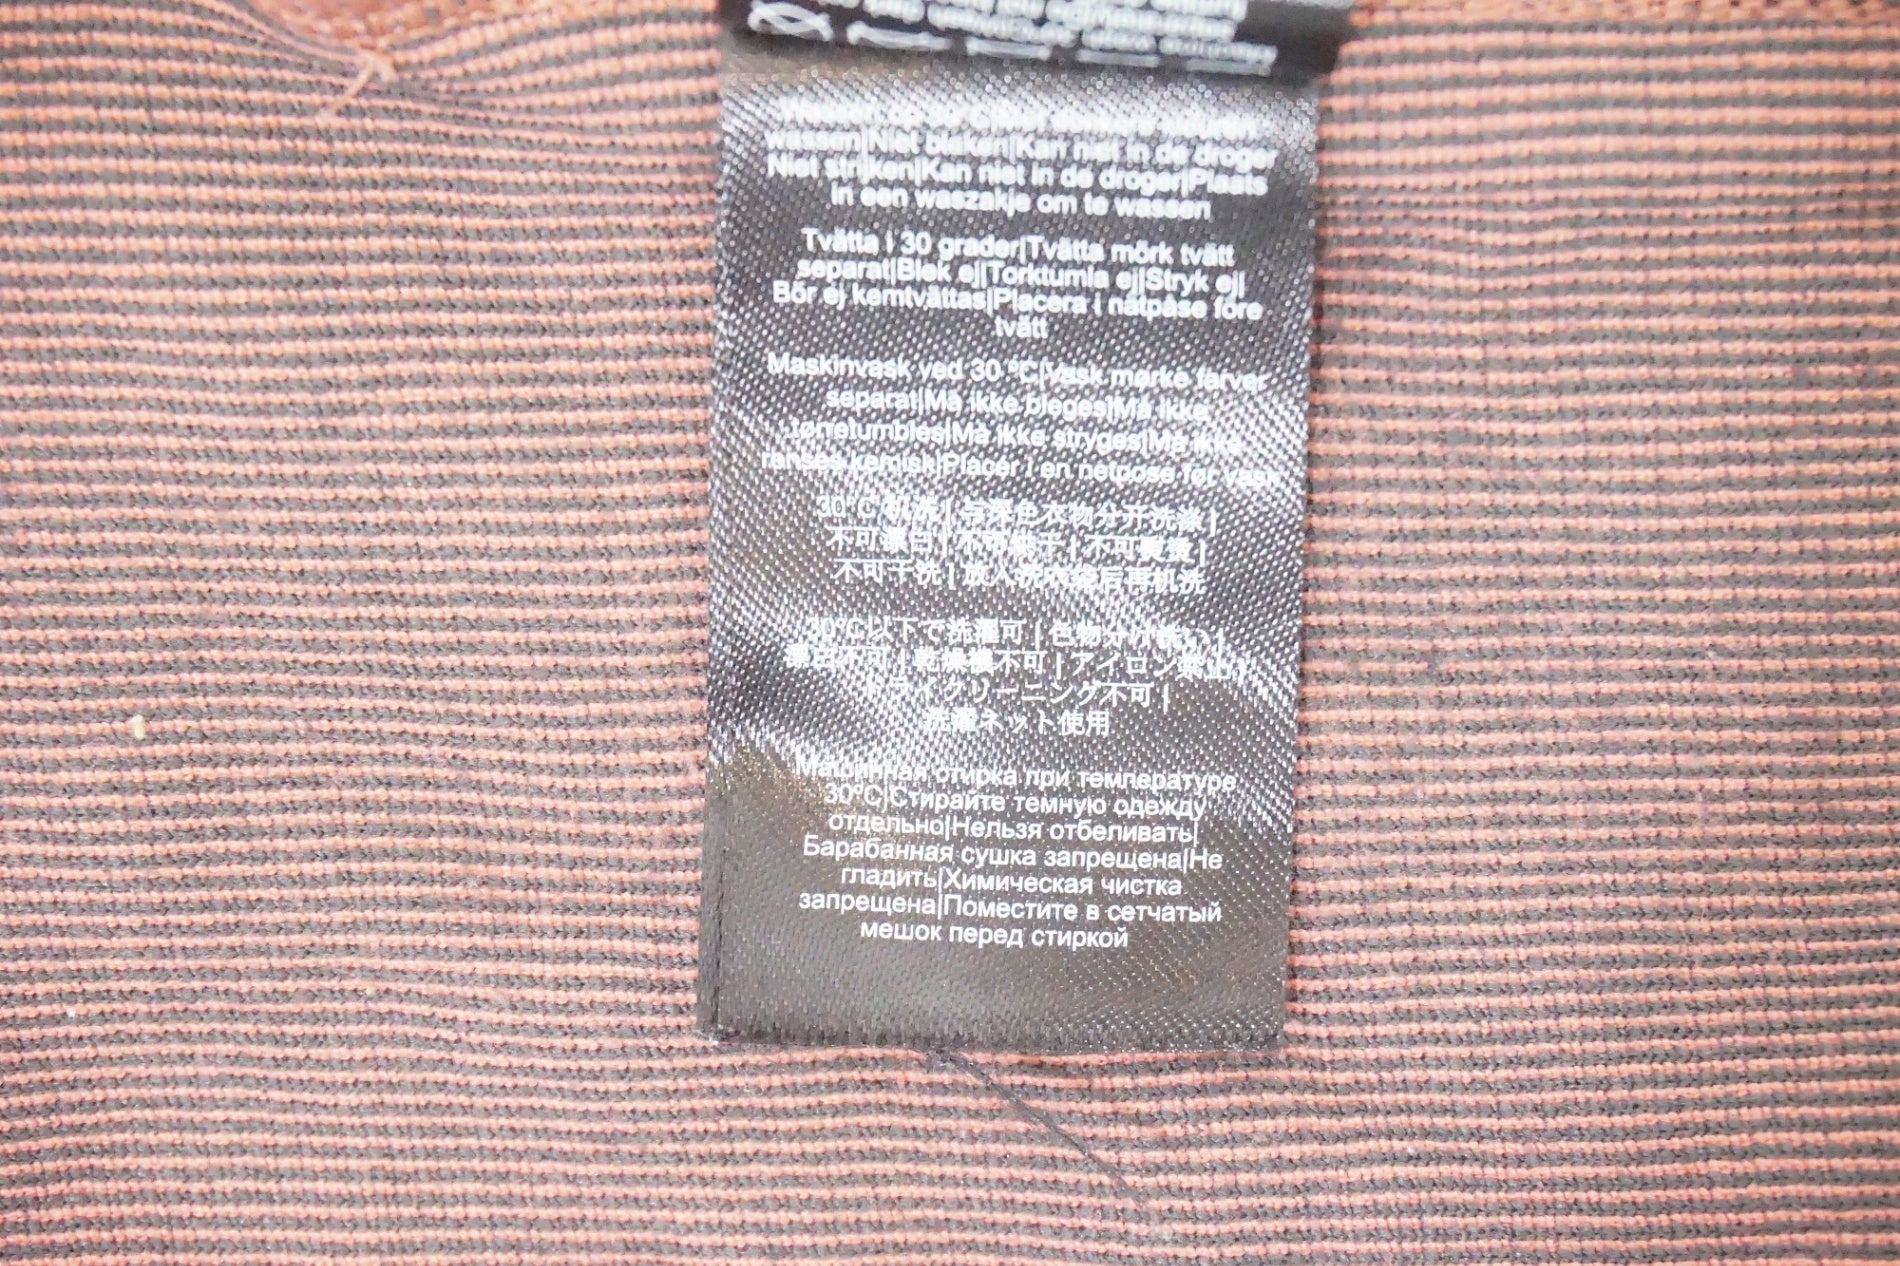 wassen|Niet bleken|Kan niet in de droger
Niet strijken|Kan niet in de droger|Plaats
in een waszakje om te wassen
Tvätta i 30 grader|Tvätta mörk tvätt
separat|Blek ej|Torktumla ej|Stryk ej|
Bör ej kemtvättas|Placera i nätpåse före
tvätt
Maskinvask ved 30 °C|Vask mørke farver
separat|Må ikke bleges|Må ikke
tørretumbles|Må ikke stryges|Må ikke
renses kemisk|Placer i en netpose før vask
30°C 机洗 | 与深色衣物分开洗涤 |
不可漂白 | 不可烘干 | 不可熨烫 |
不可干洗 | 放入洗衣袋后再机洗
30°C以下で洗濯可 | 色物分け洗い |
漂白不可 | 乾燥機不可 | アイロン禁止 |
ドライクリーニング不可 |
洗濯ネット使用
Машинная стирка при температуре
30°C|Стирайте темную одежду
отдельно|Нельзя отбеливать|
Барабанная сушка запрещена|Не
гладить|Химическая чистка
запрещена|Поместите в сетчатый
мешок перед стиркой